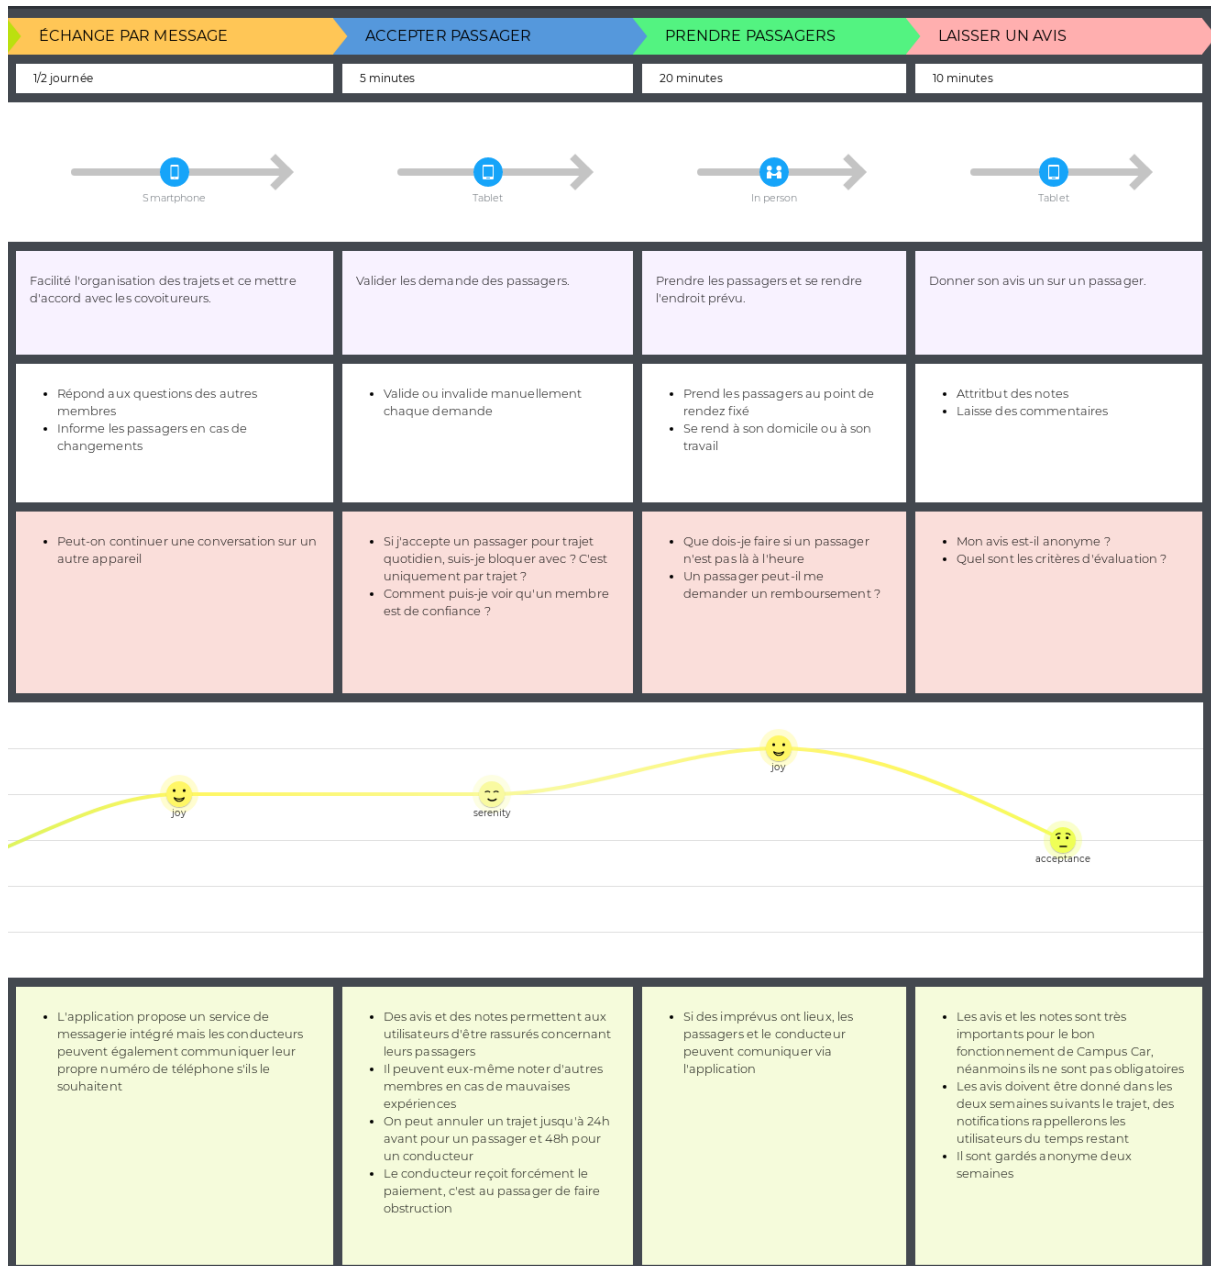 ÉCHANGE PAR MESSAGE
ACCEPTER PASSAGER
PRENDRE PASSAGERS
LAISSER UN AVIS
1/2 journée
5 minutes
20 minutes
10 minutes
Smartphone
Tablet
In person
Tablet
Facilité l'organisation des trajets et ce mettre
d'accord avec les covoitureurs.
Valider les demande des passagers.
Prendre les passagers et se rendre
l'endroit prévu.
Donner son avis un sur un passager.
• Répond aux questions des autres
membres
• Informe les passagers en cas de
changements
• Valide ou invalide manuellement
chaque demande
• Prend les passagers au point de
rendez fixé
• Se rend à son domicile ou à son
travail
• Attritbut des notes
• Laisse des commentaires
• Peut-on continuer une conversation sur un
autre appareil
• Si j'accepte un passager pour trajet
quotidien, suis-je bloquer avec ? C'est
uniquement par trajet ?
• Comment puis-je voir qu'un membre
est de confiance ?
• Que dois-je faire si un passager
n'est pas là à l'heure
• Un passager peut-il me
demander un remboursement ?
• Mon avis est-il anonyme ?
• Quel sont les critères d'évaluation ?
joy
serenity
joy
acceptance
• L'application propose un service de
messagerie intégré mais les conducteurs
peuvent également communiquer leur
propre numéro de téléphone s'ils le
souhaitent
• Des avis et des notes permettent aux
utilisateurs d'être rassurés concernant
leurs passagers
• Il peuvent eux-même noter d'autres
membres en cas de mauvaises
expériences
• On peut annuler un trajet jusqu'à 24h
avant pour un passager et 48h pour
un conducteur
• Le conducteur reçoit forcément le
paiement, c'est au passager de faire
obstruction
• Si des imprévus ont lieux, les
passagers et le conducteur
peuvent comuniquer via
l'application
• Les avis et les notes sont très
importants pour le bon
fonctionnement de Campus Car,
néanmoins ils ne sont pas obligatoires
• Les avis doivent être donné dans les
deux semaines suivants le trajet, des
notifications rappellerons les
utilisateurs du temps restant
• Il sont gardés anonyme deux
semaines